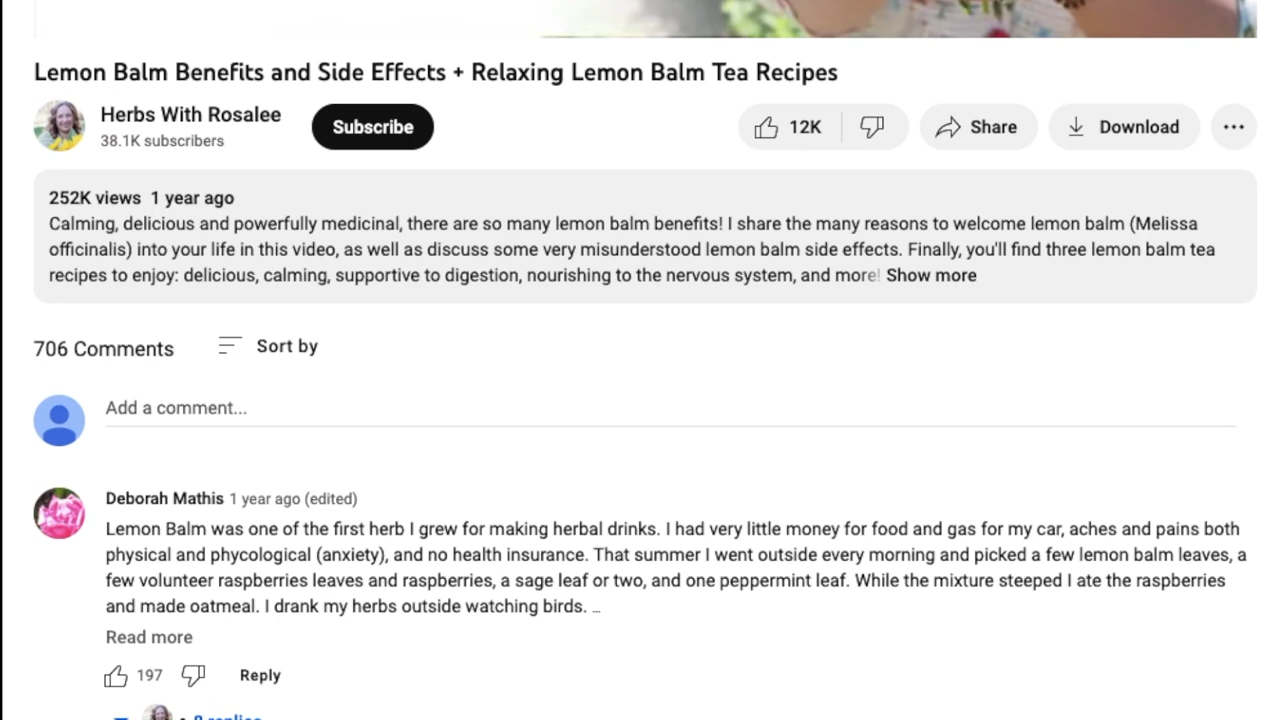 Lemon Balm Benefits and Side Effects + Relaxing Lemon Balm Tea Recipes
Herbs With Rosalee
38.1K subscribers
Subscribe
12K
Share
Download
252K views 1 year ago
Calming, delicious and powerfully medicinal, there are so many lemon balm benefits! I share the many reasons to welcome lemon balm (Melissa
officinalis) into your life in this video, as well as discuss some very misunderstood lemon balm side effects. Finally, you'll find three lemon balm tea
recipes to enjoy: delicious, calming, supportive to digestion, nourishing to the nervous system, and more! Show more
706 Comments
Sort by
Add a comment...
Deborah Mathis 1 year ago (edited)
Lemon Balm was one of the first herb I grew for making herbal drinks. I had very little money for food and gas for my car, aches and pains both
physical and phycological (anxiety), and no health insurance. That summer I went outside every morning and picked a few lemon balm leaves, a
few volunteer raspberries leaves and raspberries, a sage leaf or two, and one peppermint leaf. While the mixture steeped I ate the raspberries
and made oatmeal. I drank my herbs outside watching birds. ...
Read more
197
Reply
replies